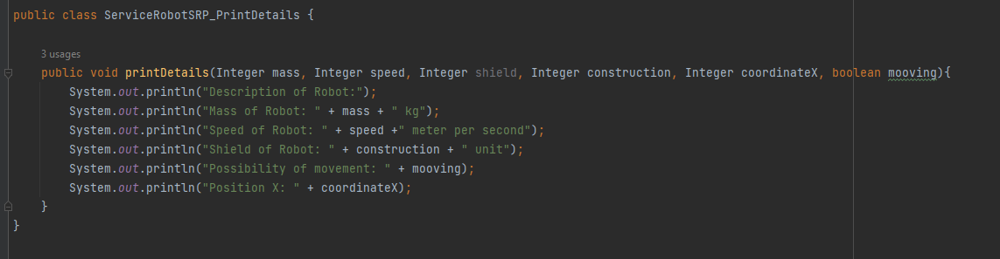 public class ServiceRobotSRP_PrintDetails {
3 usages
public void printDetails(Integer mass, Integer speed, Integer shield, Integer construction, Integer coordinateX, boolean mooving){
System.out.println("Description of Robot:");
System.out.println("Mass of Robot: " + mass + " kg");
System.out.println("Speed of Robot: " + speed +" meter per second");
System.out.println("Shield of Robot: " + construction + " unit");
System.out.println("Possibility of movement: " + mooving);
System.out.println("Position X: " + coordinateX);
}
}